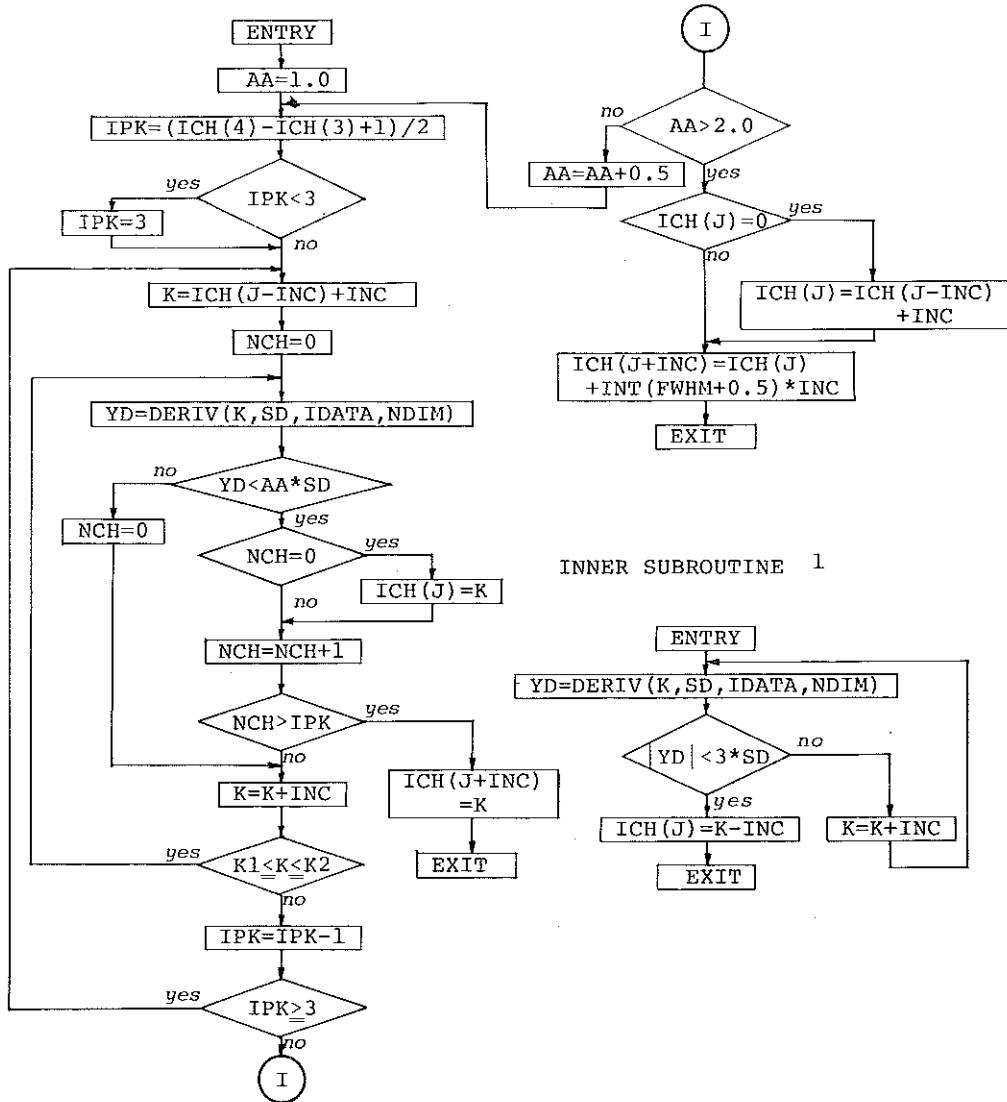 ENTRY
AA=1.0
IPK=(ICH(4)-ICH(3)+1)/2
yes
IPK<3
IPK=3
no
K=ICH(J-INC)+INC
NCH=0
YD=DERIV(K,SD,IDATA,NDIM)
no
YD<AA*SD
yes
NCH=0
NCH=0
yes
ICH(J)=K
no
NCH=NCH+1
NCH>IPK
yes
no
ICH(J+INC)
=K
EXIT
K=K+INC
yes
K1≦K≦K2
no
IPK=IPK-1
yes
IPK≧3
no
I
I
no
AA>2.0
AA=AA+0.5
yes
ICH(J)=0
yes
no
ICH(J)=ICH(J-INC)
+INC
ICH(J+INC)=ICH(J)
+INT(FWHM+0.5)*INC
EXIT
INNER SUBROUTINE 1
ENTRY
YD=DERIV(K,SD,IDATA,NDIM)
|YD|<3*SD
no
yes
ICH(J)=K-INC
K=K+INC
EXIT